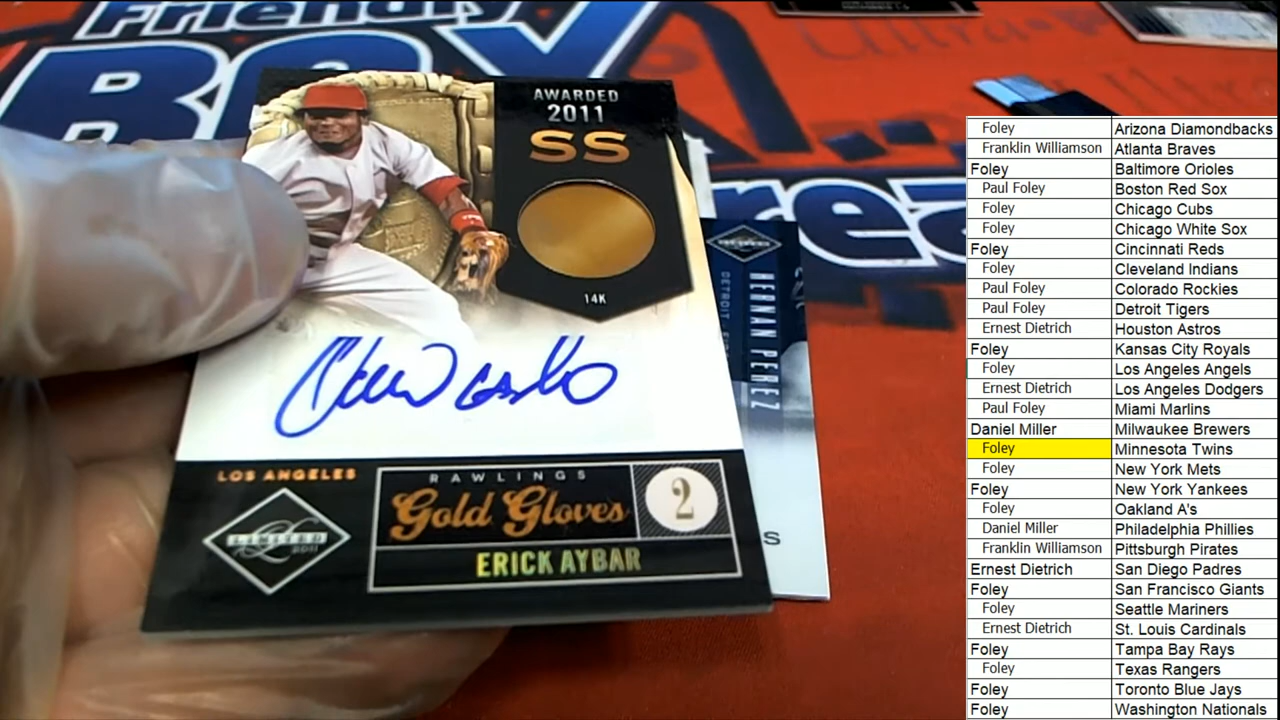 Friendly
BOX
AWARDED
2011
SS
14K
HERNAN PEREZ
DETROIT
LOS ANGELES
RAWLINGS
Gold Gloves
2
LIMITED
2011
ERICK AYBAR
S
Foley Arizona Diamondbacks
Franklin Williamson Atlanta Braves
Foley Baltimore Orioles
Paul Foley Boston Red Sox
Foley Chicago Cubs
Foley Chicago White Sox
Foley Cincinnati Reds
Foley Cleveland Indians
Paul Foley Colorado Rockies
Paul Foley Detroit Tigers
Ernest Dietrich Houston Astros
Foley Kansas City Royals
Foley Los Angeles Angels
Ernest Dietrich Los Angeles Dodgers
Paul Foley Miami Marlins
Daniel Miller Milwaukee Brewers
Foley Minnesota Twins
Foley New York Mets
Foley New York Yankees
Foley Oakland A's
Daniel Miller Philadelphia Phillies
Franklin Williamson Pittsburgh Pirates
Ernest Dietrich San Diego Padres
Foley San Francisco Giants
Foley Seattle Mariners
Ernest Dietrich St. Louis Cardinals
Foley Tampa Bay Rays
Foley Texas Rangers
Foley Toronto Blue Jays
Foley Washington Nationals